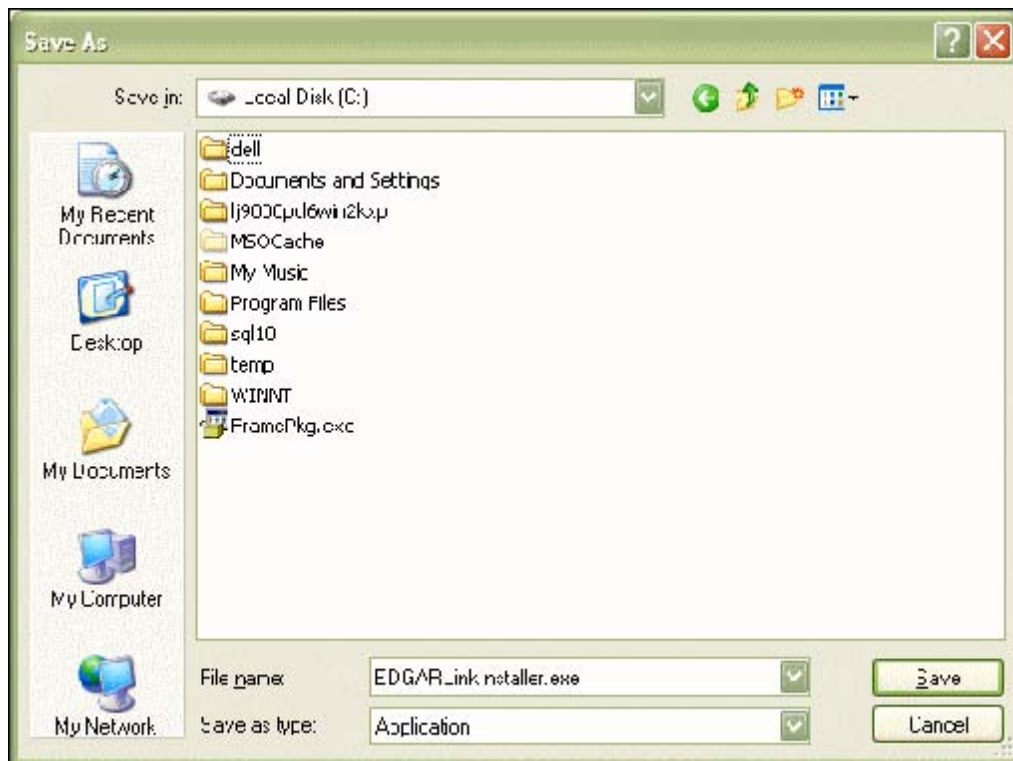 Save As
Save in:
Local Disk (C:)
My Recent
Documents
Desktop
My Documents
My Computer
My Network
dell
Documents and Settings
MSOCache
My Music
Program Files
sql10
temp
WINNT
FramePkg.exe
File name:
EDGARLinkInstaller.exe
Save
Save as type:
Application
Cancel